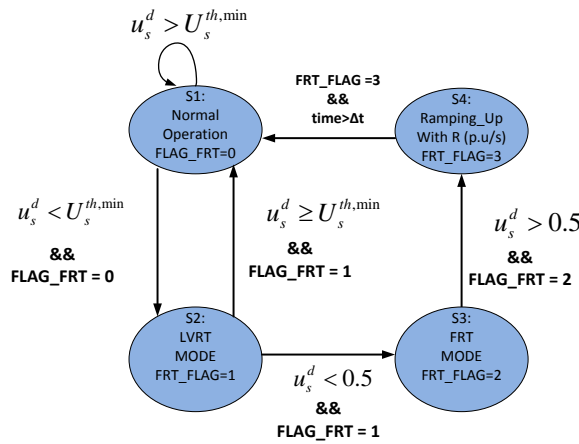 u_s^d > U_s^{th,min}
S1:
Normal
Operation
FLAG_FRT=0
FRT_FLAG =3
&&
time>Δt
S4:
Ramping_Up
With R (p.u/s)
FRT_FLAG=3
u_s^d < U_s^{th,min}
&&
FLAG_FRT = 0
u_s^d ≥ U_s^{th,min}
&&
FLAG_FRT = 1
u_s^d > 0.5
&&
FLAG_FRT = 2
S2:
LVRT
MODE
FRT_FLAG=1
u_s^d < 0.5
&&
FLAG_FRT = 1
S3:
FRT
MODE
FRT_FLAG=2